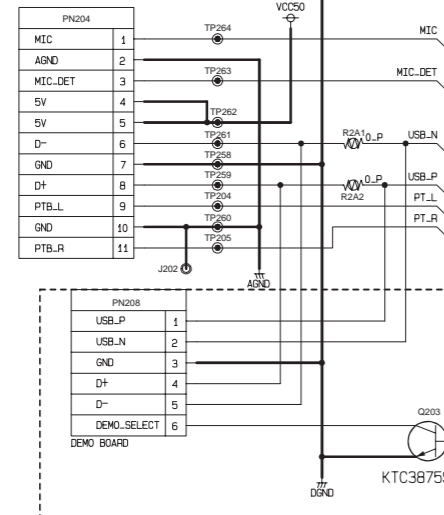 VCC50
PN204
MIC 1 TP264 MIC
AGND 2
MIC_DET 3 TP263 MIC_DET
5V 4
5V 5 TP262
D- 6 TP261 R2A1 0_P USB_N
GND 7 TP258
D+ 8 TP259 R2A2 0_P USB_P
PTB_L 9 TP204 PT_L
GND 10 TP260
PTB_R 11 TP205 PT_R
J202
AGND
PN208
USB_P 1
USB_N 2
GND 3
D+ 4
D- 5
DEMO_SELECT 6
DEMO BOARD
Q203
KTC3875S
DGND